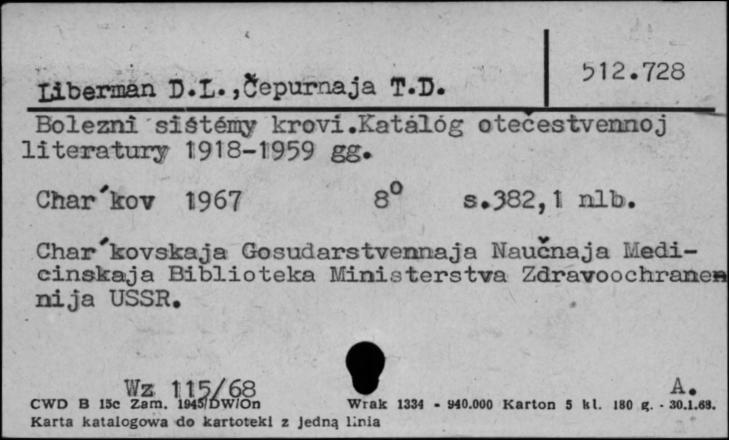 Liberman D.L.,Čepurnaja T.D.
512.728
Bolezni sistémy krovi.Katálóg otečestvennoj
literatury 1918-1959 gg.
Char´kov 1967 8° s.382,1 nlb.
Char´kovskaja Gosudarstvennaja Naučnaja Medi-
cinskaja Biblioteka Ministerstva Zdravoochranen
nija USSR.
Wz 115/68 A.
CWD B 15c Zam. 1945/DW/On Wrak 1334 - 940.000 Karton 5 kl. 180 g. - 30.1.68.
Karta katalogowa do kartoteki z jedną linia